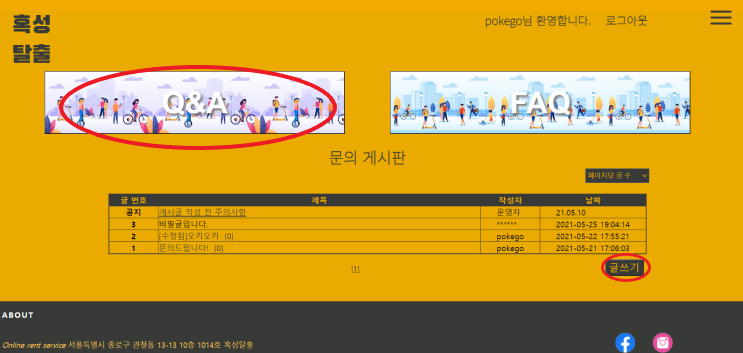 혹성
탈출
pokego님 환영합니다. 로그아웃
Q&A
FAQ
문의 게시판
페이지당 글 수
글 번호 제목 작성자 날짜
공지 게시글 작성 전 주의사항 운영자 21.05.10
3 비밀글입니다. ****** 2021-05-25 19:04:14
2 (수정됨)오키오키 [0] pokego 2021-05-22 17:55:21
1 문의드립니다! [0] pokego 2021-05-21 17:06:03
[1]
글쓰기
ABOUT
Online rent service 서울특별시 종로구 관철동 13-13 10층 1014호 혹성탈출